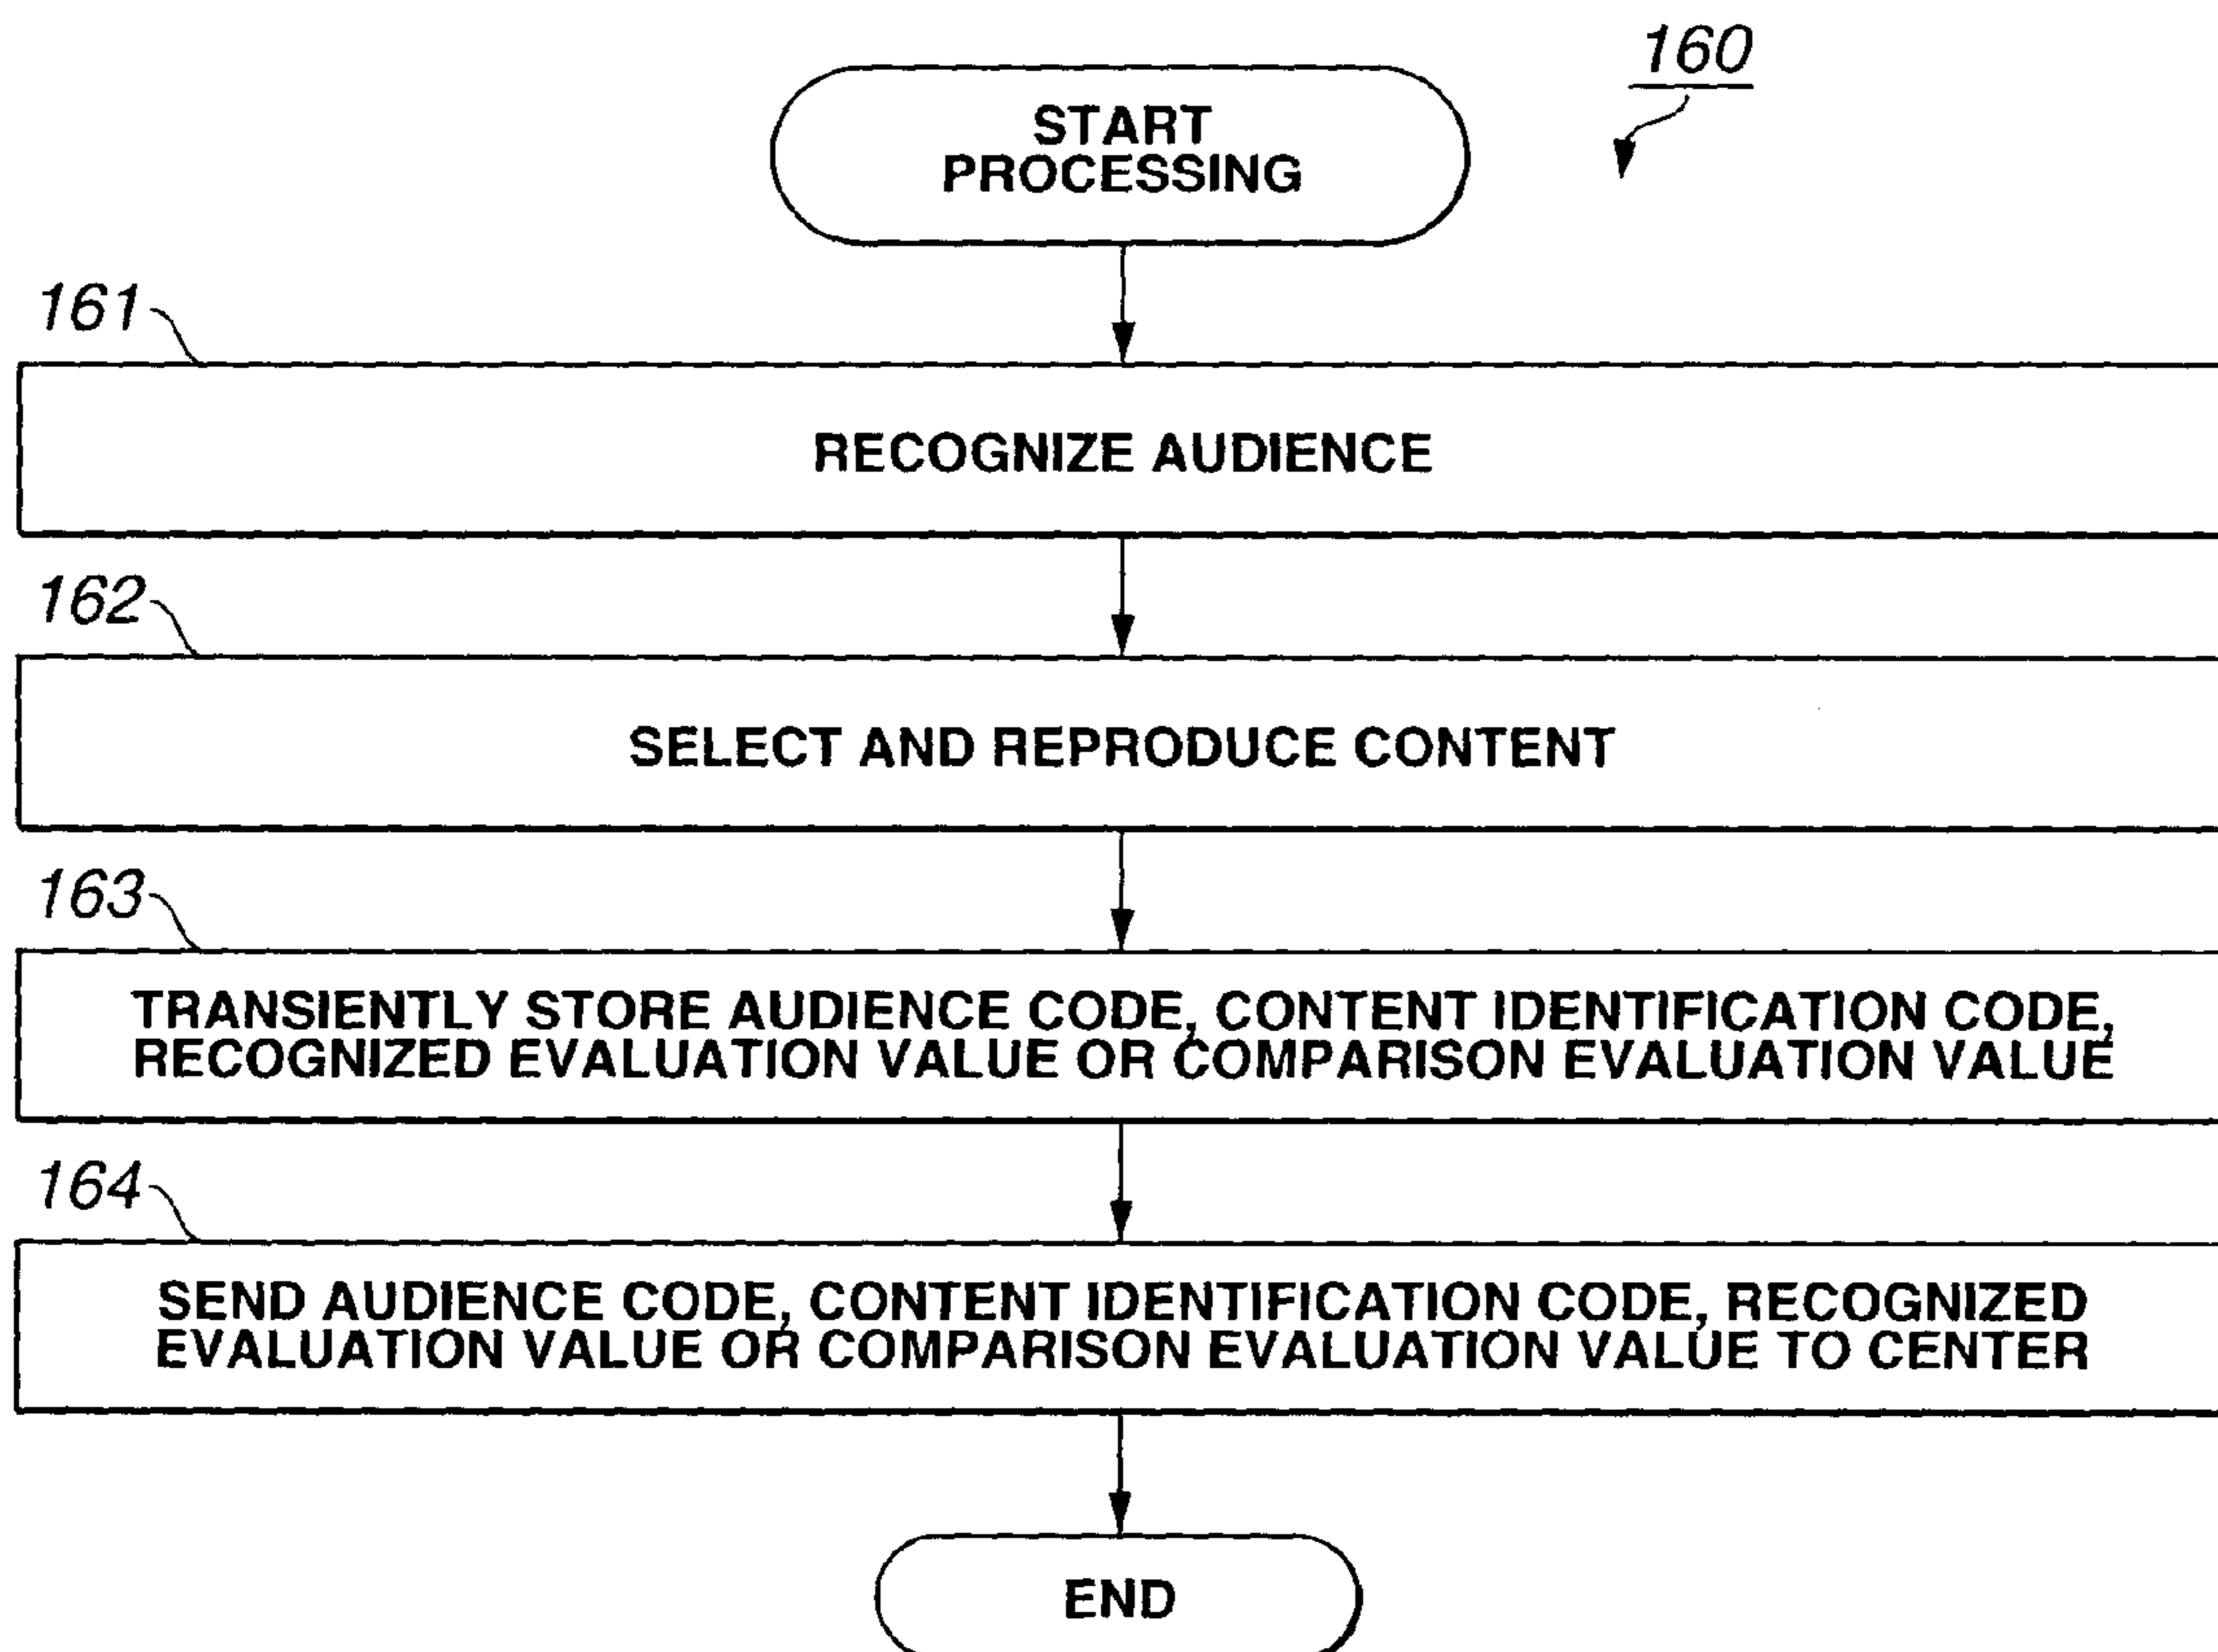 160
START
PROCESSING
161
RECOGNIZE AUDIENCE
162
SELECT AND REPRODUCE CONTENT
163
TRANSIENTLY STORE AUDIENCE CODE, CONTENT IDENTIFICATION CODE,
RECOGNIZED EVALUATION VALUE OR COMPARISON EVALUATION VALUE
164
SEND AUDIENCE CODE, CONTENT IDENTIFICATION CODE, RECOGNIZED
EVALUATION VALUE OR COMPARISON EVALUATION VALUE TO CENTER
END